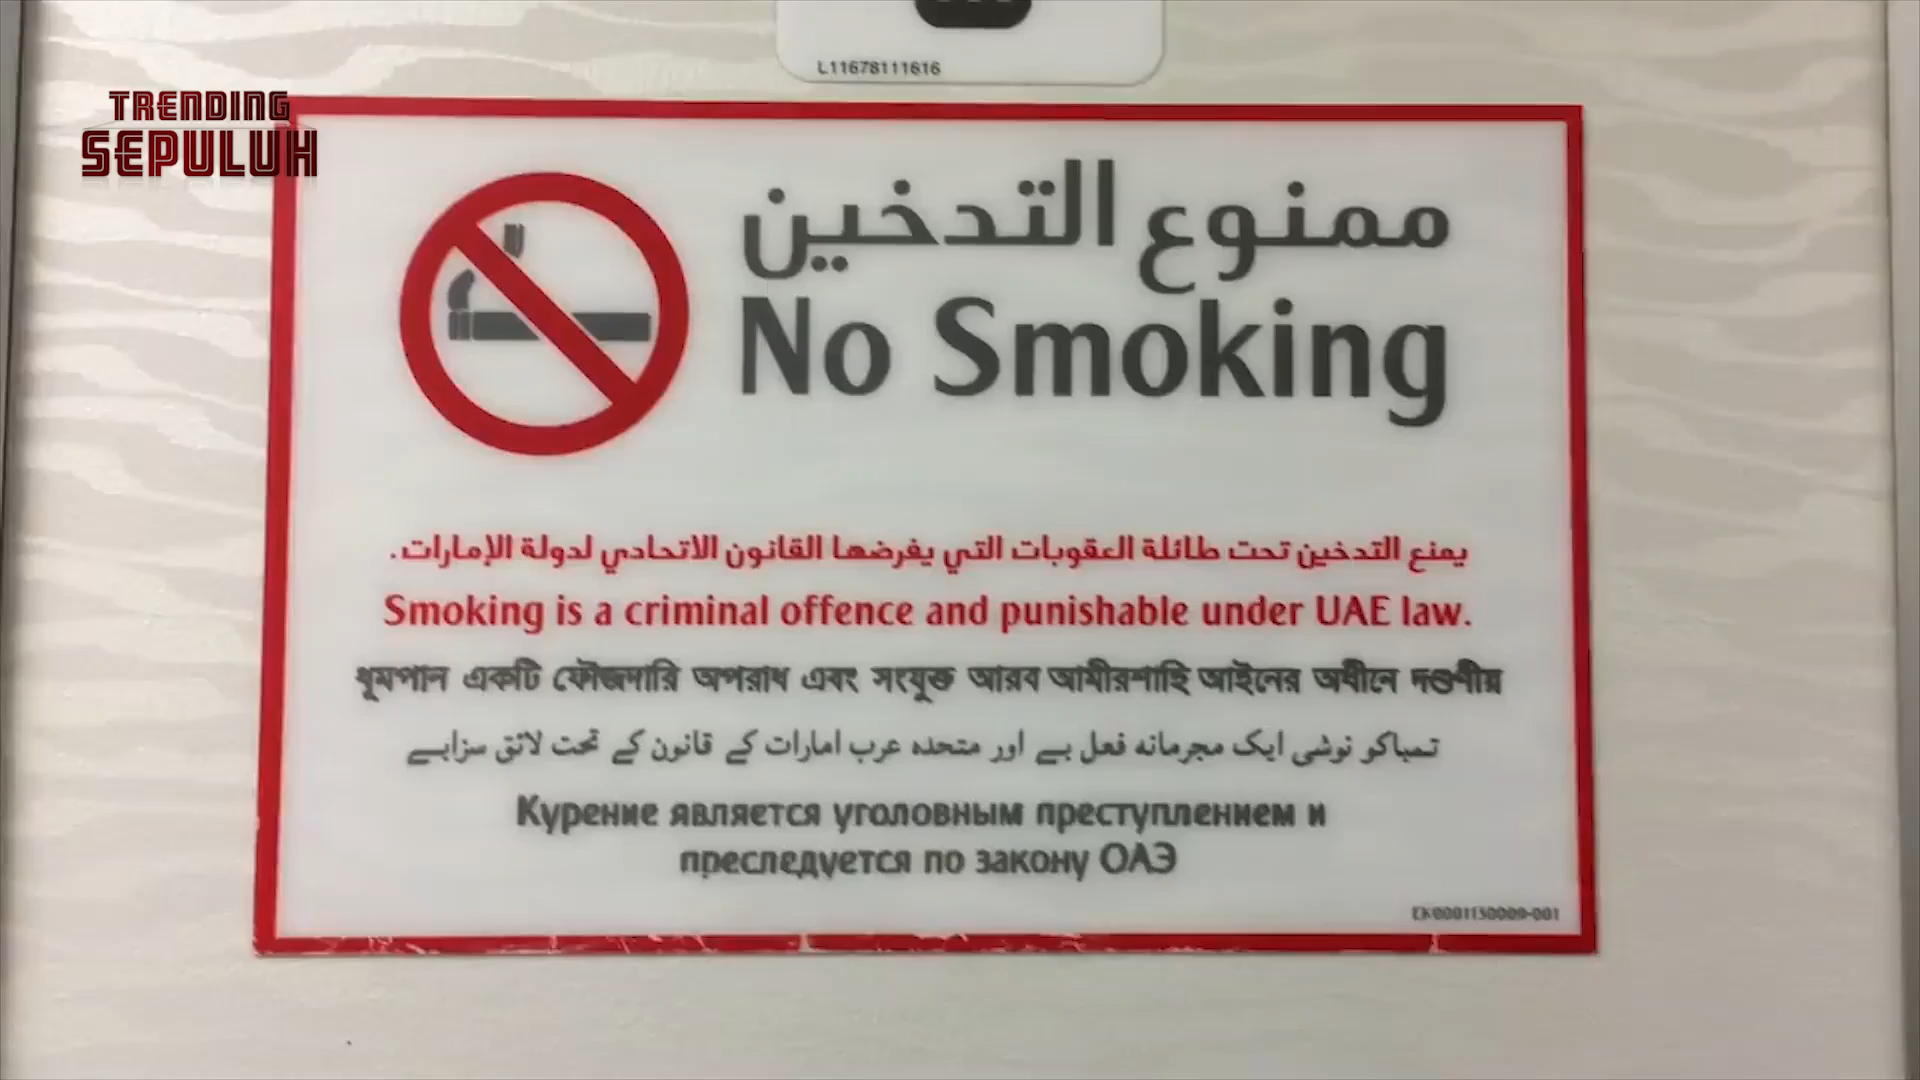 L11678111616
TRENDING
SEPULUH
ممنوع التدخين
No Smoking
يمنع التدخين تحت طائلة العقوبات التي يفرضها القانون الاتحادي لدولة الإمارات.
Smoking is a criminal offence and punishable under UAE law.
ধূমপান একটি ফৌজদারি অপরাধ এবং সংযুক্ত আরব আমীরশাহি আইনের অধীনে দণ্ডণীয়
تمباکو نوشی ایک مجرمانہ فعل ہے اور متحدہ عرب امارات کے قانون کے تحت لائق سزا ہے
Курение является уголовным преступлением и
преследуется по закону ОАЭ
EK0001130009-001